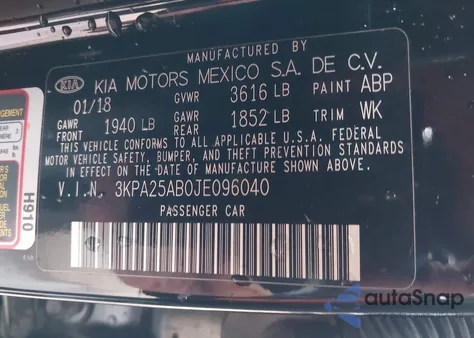 MANUFACTURED BY
KIA KIA MOTORS MEXICO S.A. DE C.V.
01/18 GVWR 3616 LB PAINT ABP
GAWR FRONT 1940 LB GAWR REAR 1852 LB TRIM WK
THIS VEHICLE CONFORMS TO ALL APPLICABLE U.S.A. FEDERAL
MOTOR VEHICLE SAFETY, BUMPER, AND THEFT PREVENTION STANDARDS
IN EFFECT ON THE DATE OF MANUFACTURE SHOWN ABOVE.
V.I.N. 3KPA25AB0JE096040
PASSENGER CAR
H910
autoSnap